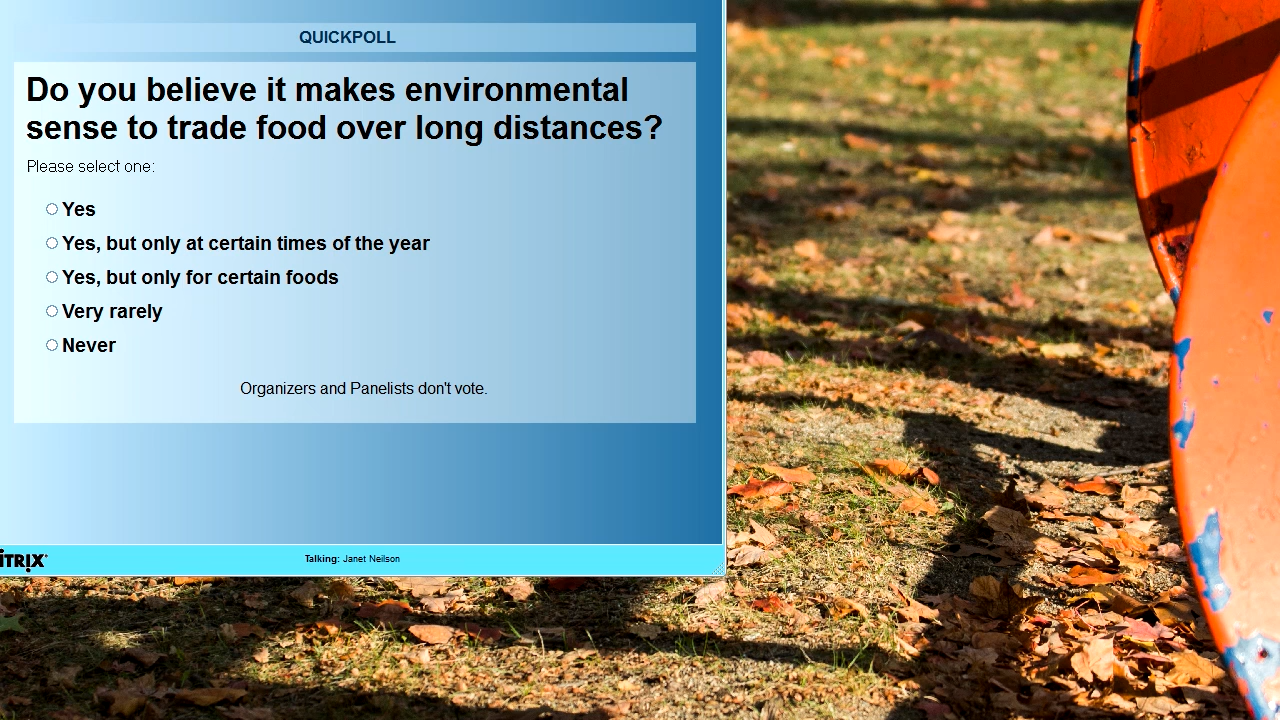 QUICKPOLL
Do you believe it makes environmental
sense to trade food over long distances?
Please select one:
Yes
Yes, but only at certain times of the year
Yes, but only for certain foods
Very rarely
Never
Organizers and Panelists don't vote.
iTRIX
Talking: Janet Neilson